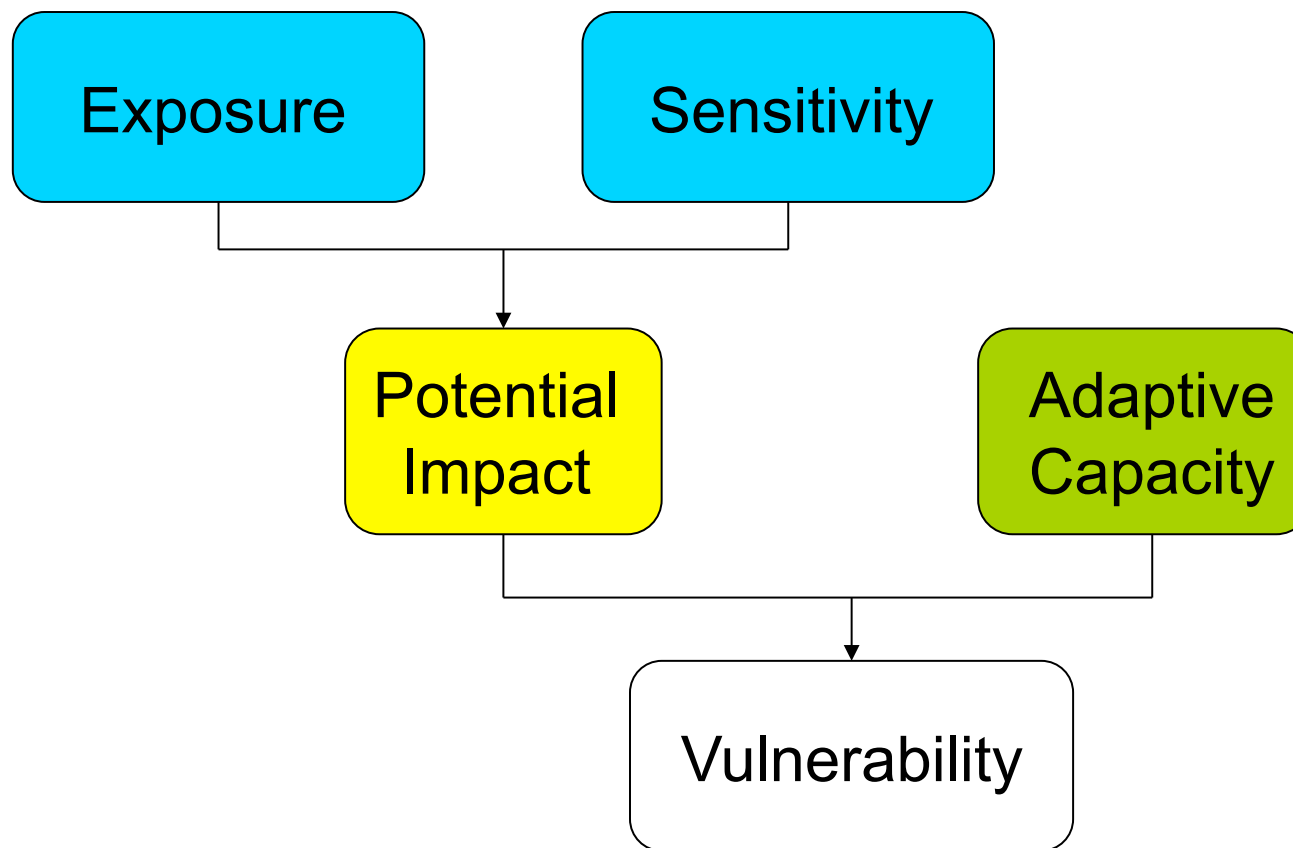 Exposure
Sensitivity
Potential
Impact
Adaptive
Capacity
Vulnerability